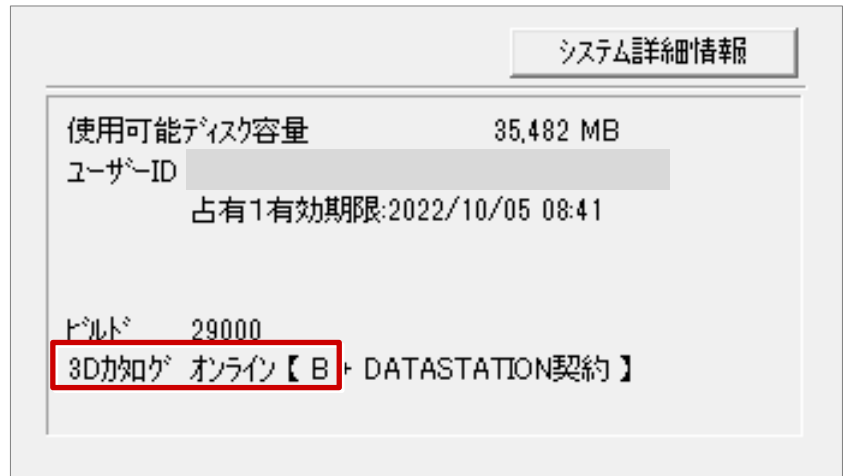 システム詳細情報
使用可能ディスク容量 35,482 MB
ユーザーID
占有1有効期限:2022/10/05 08:41
ビルド 29000
3Dカタログ オンライン【 B + DATASTATION契約 】